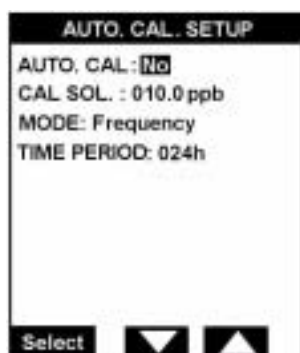 AUTO. CAL. SETUP
AUTO. CAL: No
CAL SOL. : 010.0 ppb
MODE: Frequency
TIME PERIOD: 024h
Select